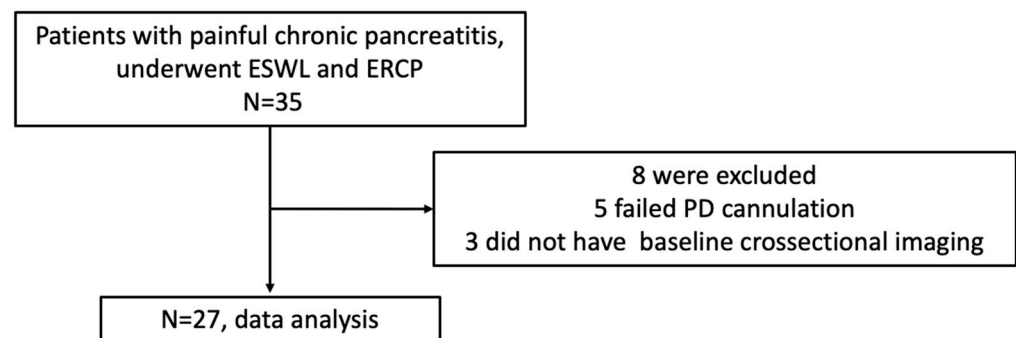 Patients with painful chronic pancreatitis,
underwent ESWL and ERCP
N=35
8 were excluded
5 failed PD cannulation
3 did not have baseline crossectional imaging
N=27, data analysis